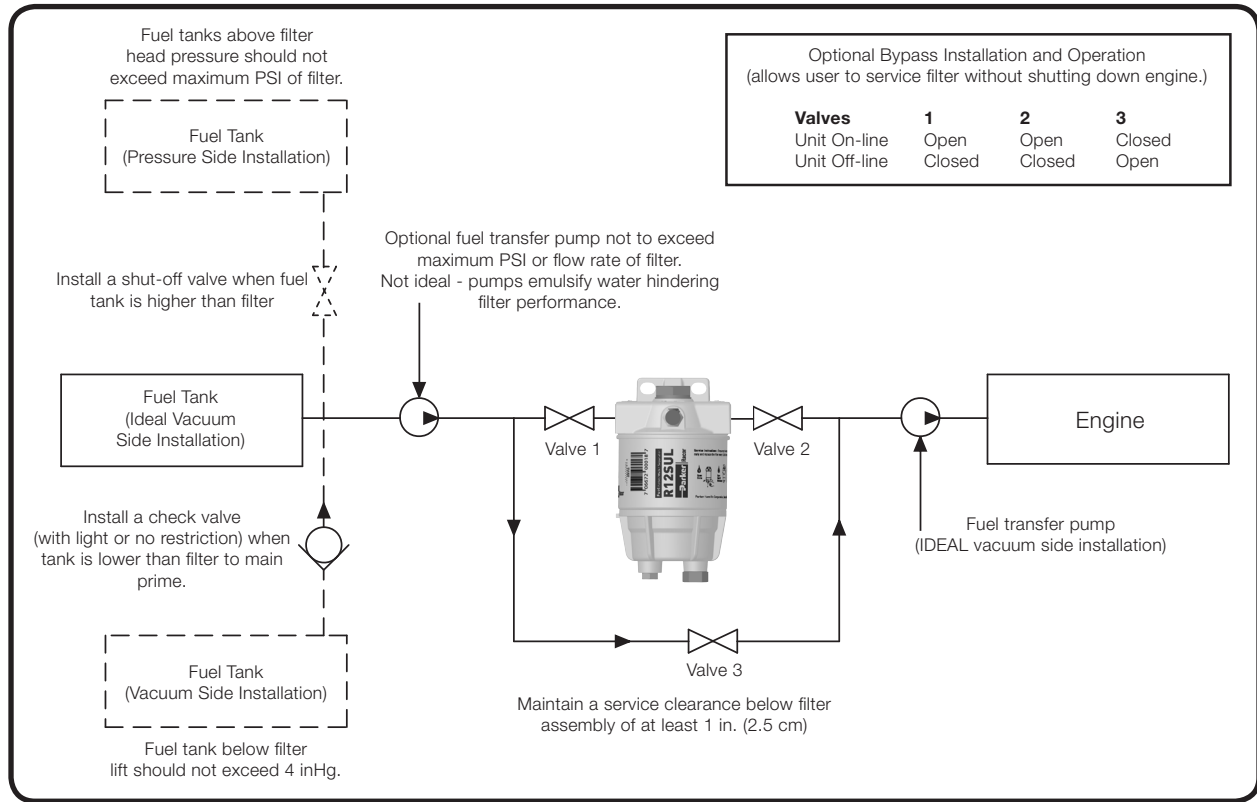 Fuel tanks above filter
head pressure should not
exceed maximum PSI of filter.
Fuel Tank
(Pressure Side Installation)
Optional Bypass Installation and Operation
(allows user to service filter without shutting down engine.)
Valves 1 2 3
Unit On-line Open Open Closed
Unit Off-line Closed Closed Open
Install a shut-off valve when fuel
tank is higher than filter
Optional fuel transfer pump not to exceed
maximum PSI or flow rate of filter.
Not ideal - pumps emulsify water hindering
filter performance.
Fuel Tank
(Ideal Vacuum
Side Installation)
Valve 1
R12SUL
Parker
Racor
Valve 2
Engine
Install a check valve
(with light or no restriction) when
tank is lower than filter to main
prime.
Fuel transfer pump
(IDEAL vacuum side installation)
Fuel Tank
(Vacuum Side Installation)
Valve 3
Maintain a service clearance below filter
assembly of at least 1 in. (2.5 cm)
Fuel tank below filter
lift should not exceed 4 inHg.